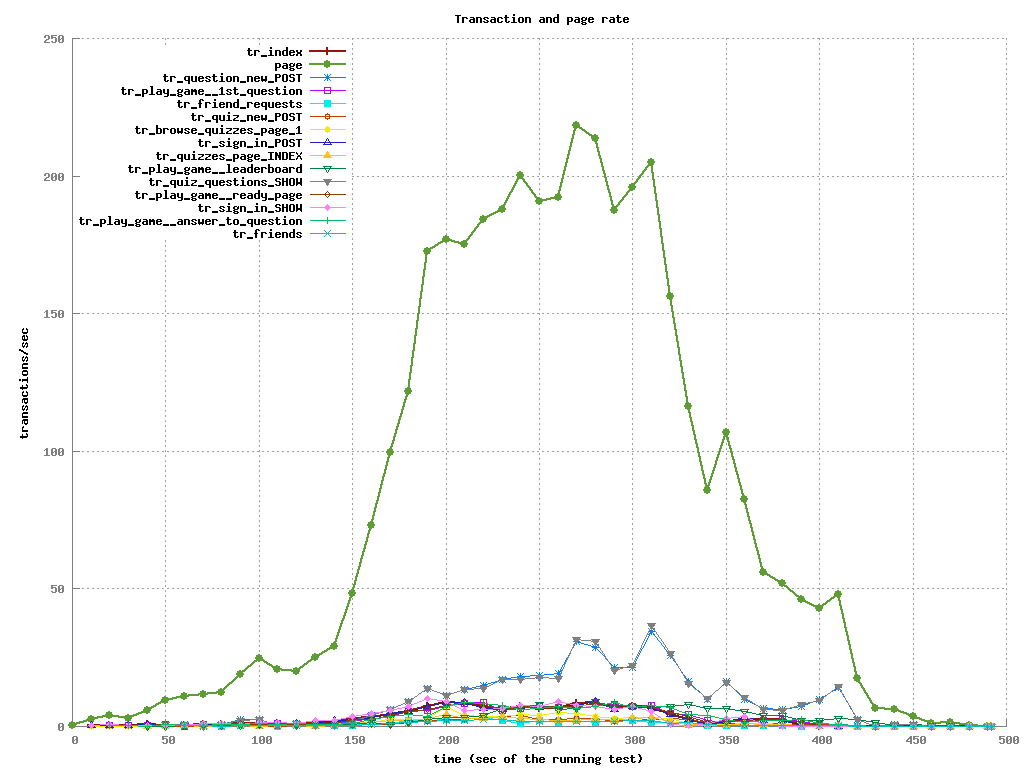 Transaction and page rate
250
200
150
100
50
0
transactions/sec
tr_index
page
tr_question_new_POST
tr_play_game__1st_question
tr_friend_requests
tr_quiz_new_POST
tr_browse_quizzes_page_1
tr_sign_in_POST
tr_quizzes_page_INDEX
tr_play_game__leaderboard
tr_quiz_questions_SHOW
tr_play_game__ready_page
tr_sign_in_SHOW
tr_play_game__answer_to_question
tr_friends
0 50 100 150 200 250 300 350 400 450 500
time (sec of the running test)